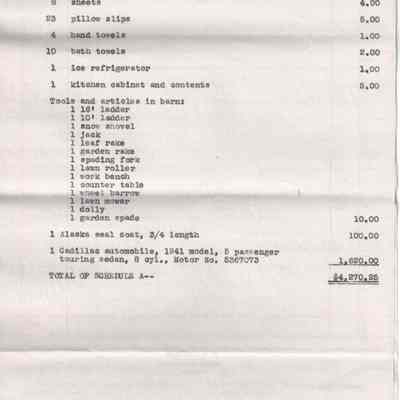 8 sheets 4.00
23 pillow slips 5.00
4 hand towels 1.00
10 bath towels 2.00
1 ice refrigerator 1.00
1 kitchen cabinet and contents 5.00
Tools and articles in barn:
1 16' ladder
1 10' ladder
1 snow shovel
1 jack
1 leaf rake
1 garden rake
1 spading fork
1 lawn roller
1 work bench
1 counter table
1 wheel barrow
1 lawn mower
1 dolly
1 garden spade 10.00
1 Alaska seal coat, 3/4 length 100.00
1 Cadillac automobile, 1941 model, 5 passenger
touring sedan, 8 cyl., Motor No. 5367073 1,620.00
TOTAL OF SCHEDULE A-- $4,270.25